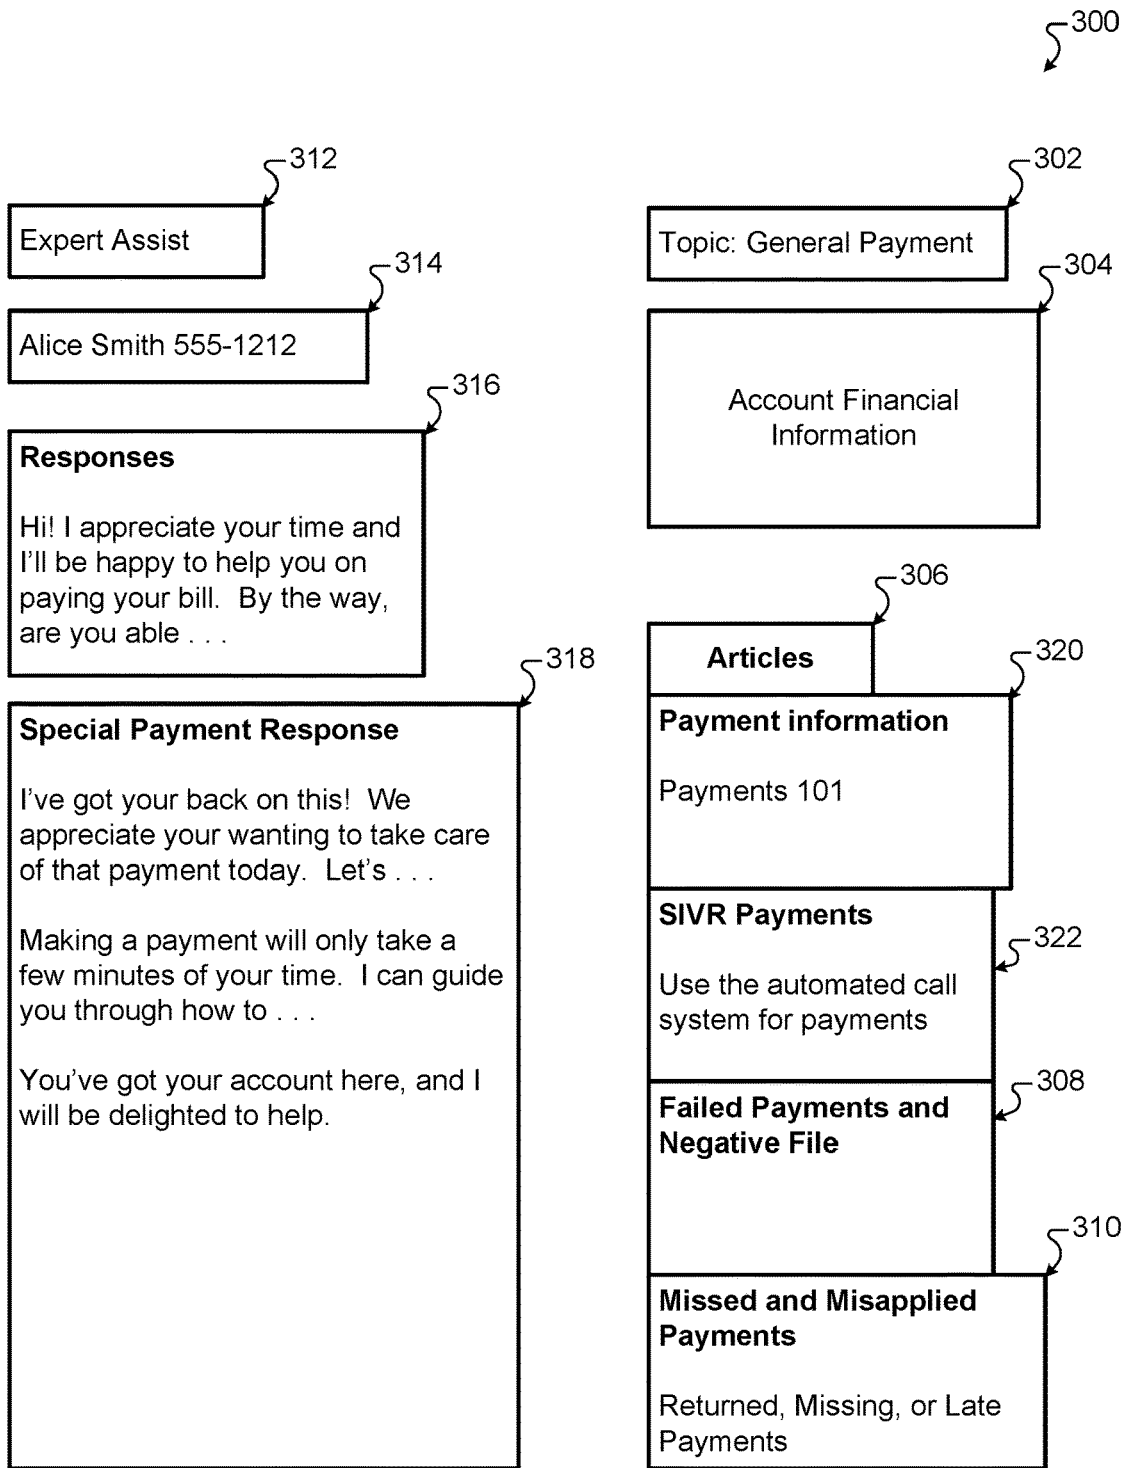 300
312
Expert Assist
314
Alice Smith 555-1212
316
Responses
Hi! I appreciate your time and
I'll be happy to help you on
paying your bill. By the way,
are you able . . .
318
Special Payment Response
I've got your back on this! We
appreciate your wanting to take care
of that payment today. Let's . . .
Making a payment will only take a
few minutes of your time. I can guide
you through how to . . .
You've got your account here, and I
will be delighted to help.
302
Topic: General Payment
304
Account Financial
Information
306
Articles
320
Payment information
Payments 101
SIVR Payments
322
Use the automated call
system for payments
308
Failed Payments and
Negative File
310
Missed and Misapplied
Payments
Returned, Missing, or Late
Payments